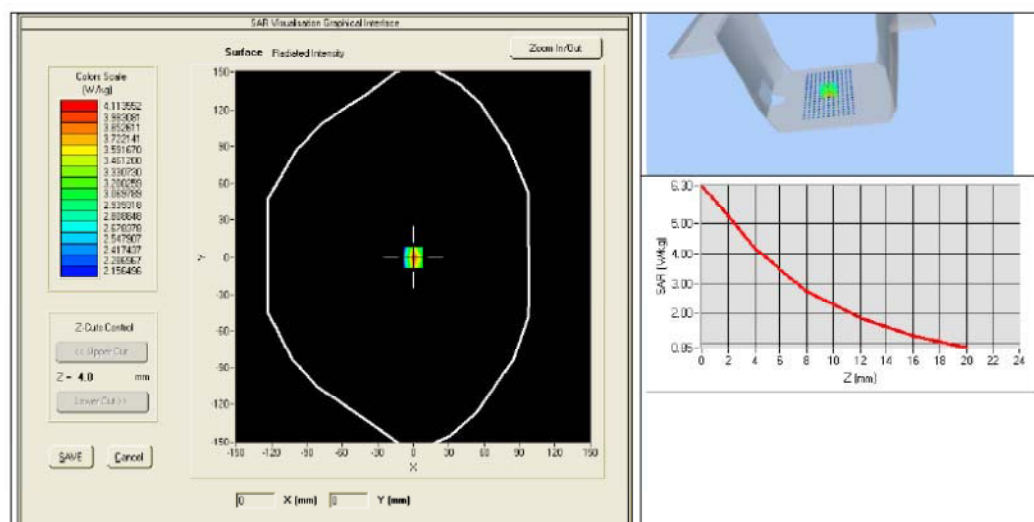 SAR Visualisation Graphical Interface
Surface Radiated Intensity
Zoom In/Out
Colors Scale
(W/kg)
4.113552
3.983081
3.852611
3.722141
3.591670
3.461200
3.330730
3.200259
3.069789
2.939318
2.808848
2.678378
2.547907
2.417437
2.286967
2.156496
Z-Cuts Control
<< Upper Cut
Z = 4.0 mm
Lower Cut >>
SAVE Cancel
150-
120-
90-
60-
30-
0-
-30-
-60-
-90-
-120-
-150-
Y
-150 -120 -90 -60 -30 0 30 60 90 120 150
X
0 X (mm) 0 Y (mm)
6.30-
5.00-
4.00-
3.00-
2.00-
0.85-
SAR (W/kg)
0 2 4 6 8 10 12 14 16 18 20 22 24
Z (mm)